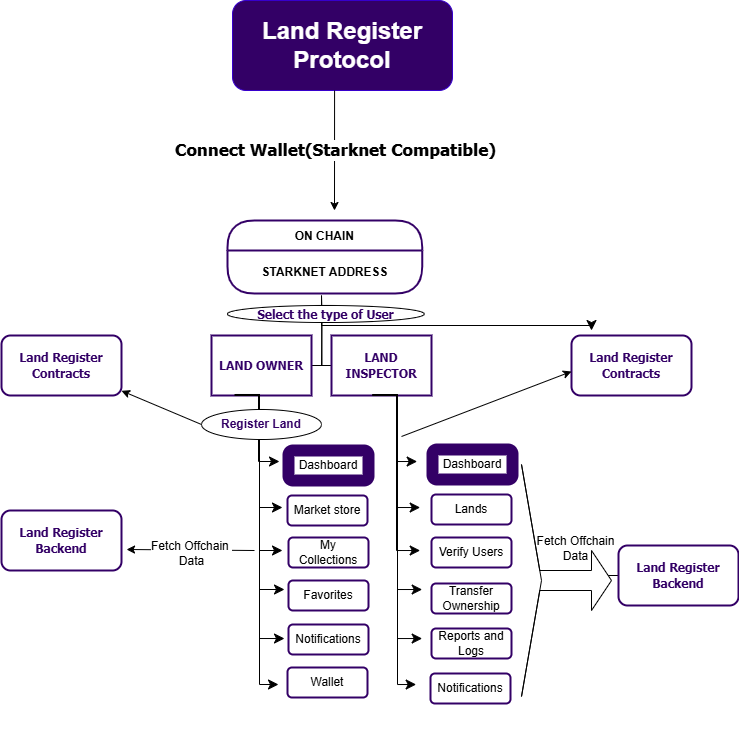 Land Register
Protocol
Connect Wallet(Starknet Compatible)
ON CHAIN
STARKNET ADDRESS
Select the type of User
Land Register
Contracts
LAND OWNER
LAND
INSPECTOR
Land Register
Contracts
Register Land
Dashboard
Market store
My
Collections
Favorites
Notifications
Wallet
Dashboard
Lands
Verify Users
Transfer
Ownership
Reports and
Logs
Notifications
Land Register
Backend
Fetch Offchain
Data
Fetch Offchain
Data
Land Register
Backend